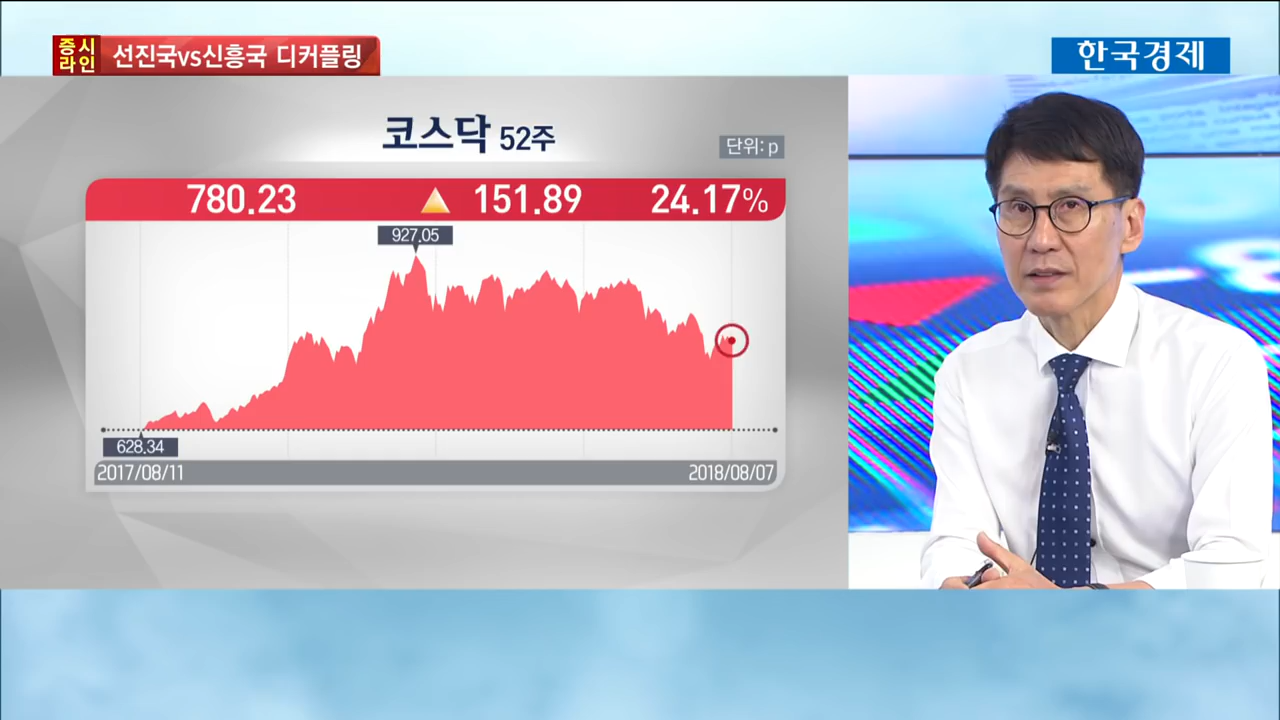 증시
라인
선진국vs신흥국 디커플링
한국경제
코스닥 52주
단위: p
780.23 ▲ 151.89 24.17%
927.05
628.34
2017/08/11
2018/08/07